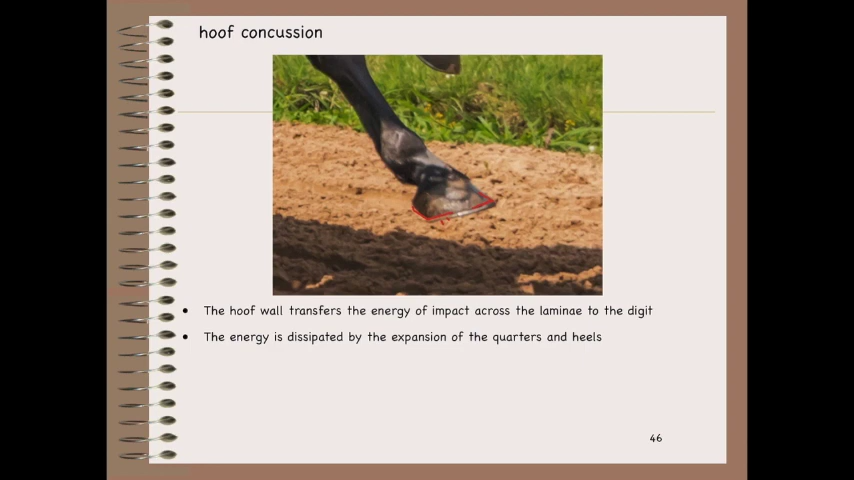 hoof concussion
• The hoof wall transfers the energy of impact across the laminae to the digit
• The energy is dissipated by the expansion of the quarters and heels
46